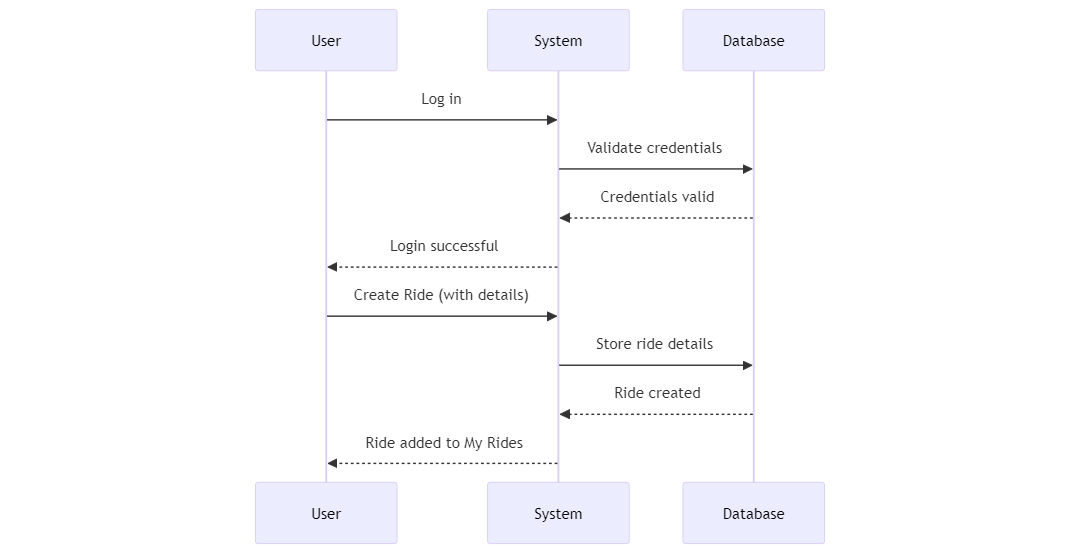 User
System
Database
Log in
Validate credentials
Credentials valid
Login successful
Create Ride (with details)
Store ride details
Ride created
Ride added to My Rides
User
System
Database